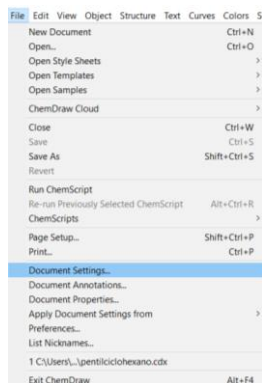 File Edit View Object Structure Text Curves Colors S
New Document Ctrl+N
Open... Ctrl+O
Open Style Sheets >
Open Templates >
Open Samples >
ChemDraw Cloud >
Close Ctrl+W
Save Ctrl+S
Save As Shift+Ctrl+S
Revert
Run ChemScript
Re-run Previously Selected ChemScript Alt+Ctrl+R
ChemScripts >
Page Setup... Shift+Ctrl+P
Print... Ctrl+P
Document Settings...
Document Annotations...
Document Properties...
Apply Document Settings from >
Preferences...
List Nicknames...
1 C:\Users\...\pentilciclohexano.cdx
Exit ChemDraw Alt+F4